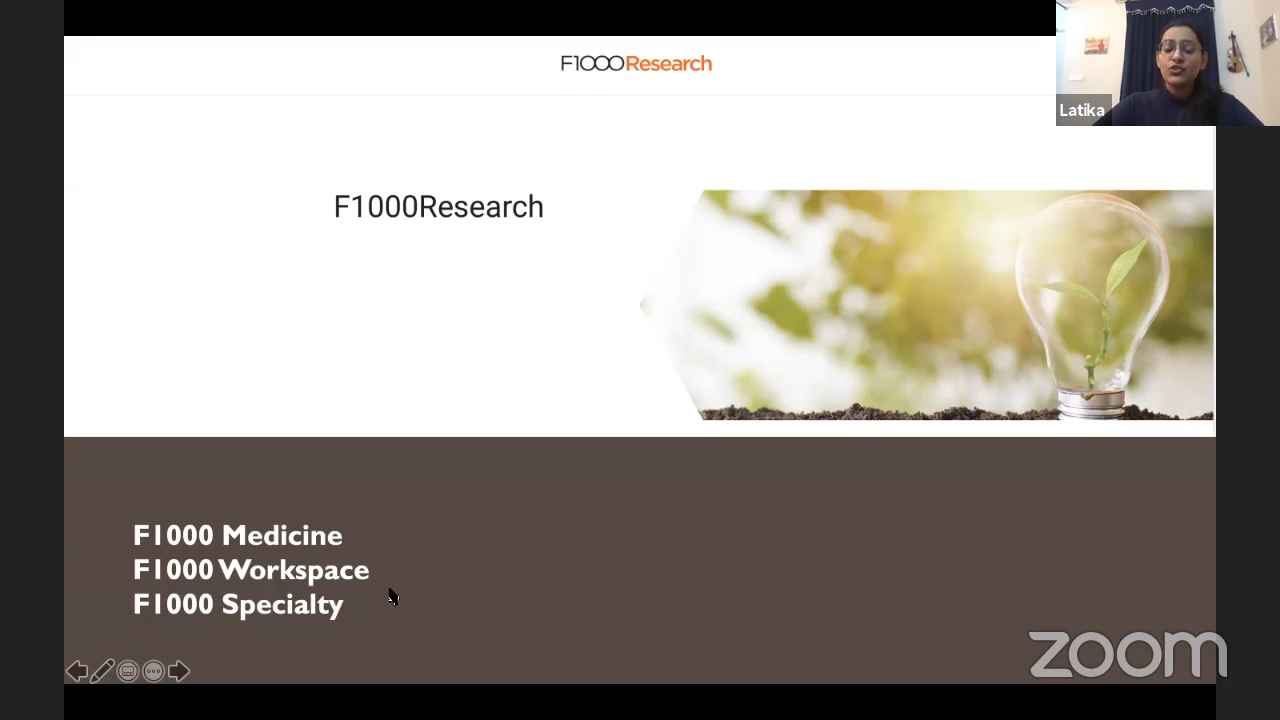 F1000Research
Latika
F1000Research
F1000 Medicine
F1000 Workspace
F1000 Specialty
zoom